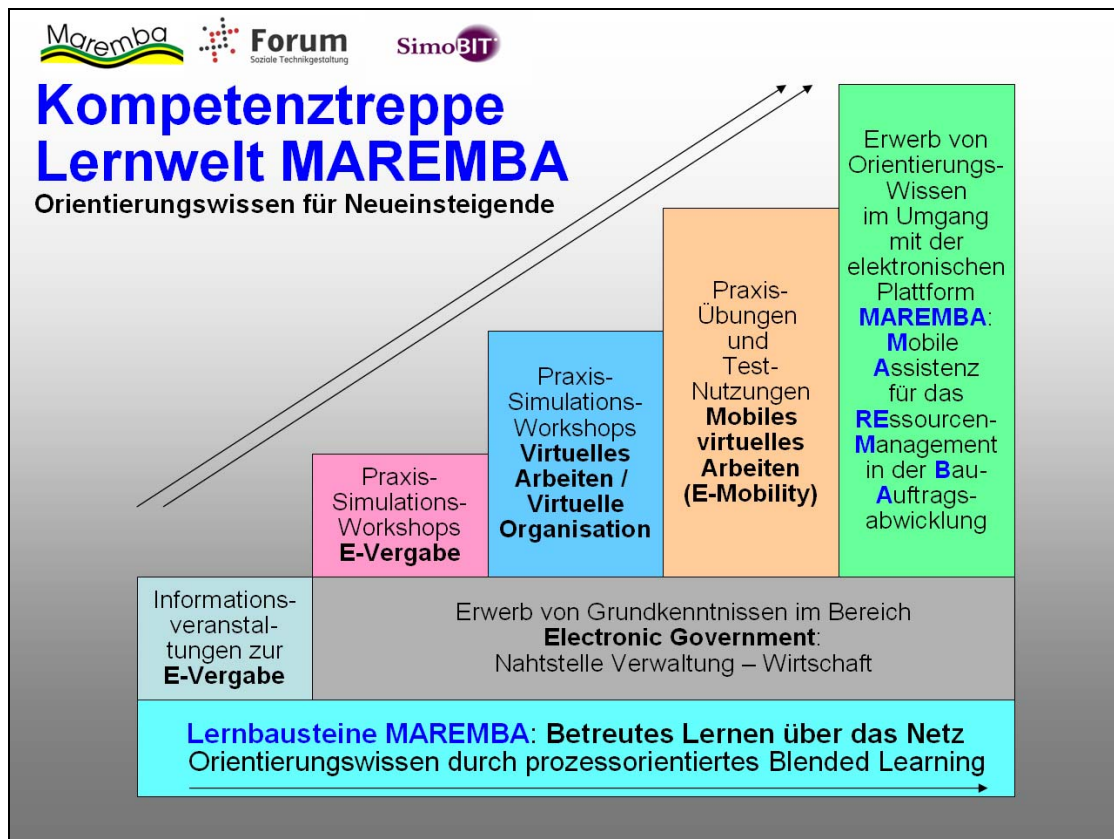 Maremba
Forum
Soziale Technikgestaltung
SimoBIT
Kompetenztreppe
Lernwelt MAREMBA
Orientierungswissen für Neueinsteigende
Informations-
veranstal-
tungen zur
E-Vergabe
Praxis-
Simulations-
Workshops
E-Vergabe
Praxis-
Simulations-
Workshops
Virtuelles
Arbeiten /
Virtuelle
Organisation
Praxis-
Übungen
und
Test-
Nutzungen
Mobiles
virtuelles
Arbeiten
(E-Mobility)
Erwerb von
Orientierungs-
Wissen
im Umgang
mit der
elektronischen
Plattform
MAREMBA:
Mobile
Assistenz
für das
REssourcen-
Management
in der Bau-
Auftrags-
abwicklung
Erwerb von Grundkenntnissen im Bereich
Electronic Government:
Nahtstelle Verwaltung – Wirtschaft
Lernbausteine MAREMBA: Betreutes Lernen über das Netz
Orientierungswissen durch prozessorientiertes Blended Learning